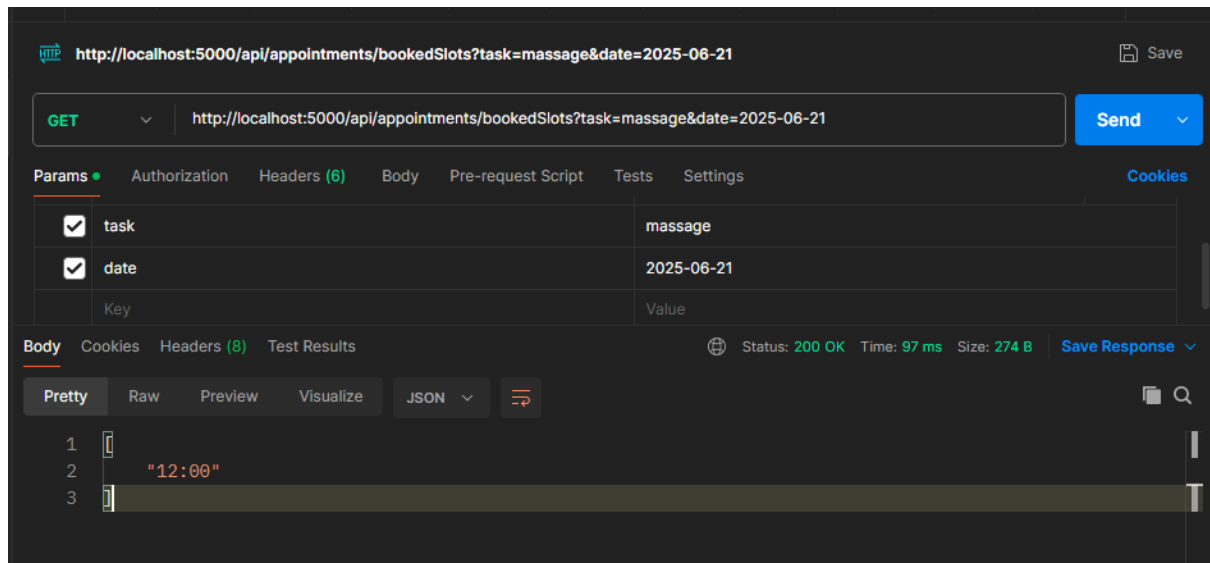 HTTP http://localhost:5000/api/appointments/bookedSlots?task=massage&date=2025-06-21 Save
GET http://localhost:5000/api/appointments/bookedSlots?task=massage&date=2025-06-21 Send
Params Authorization Headers (6) Body Pre-request Script Tests Settings Cookies
task massage
date 2025-06-21
Key Value
Body Cookies Headers (8) Test Results Status: 200 OK Time: 97 ms Size: 274 B Save Response
Pretty Raw Preview Visualize JSON
1 [
2 "12:00"
3 ]